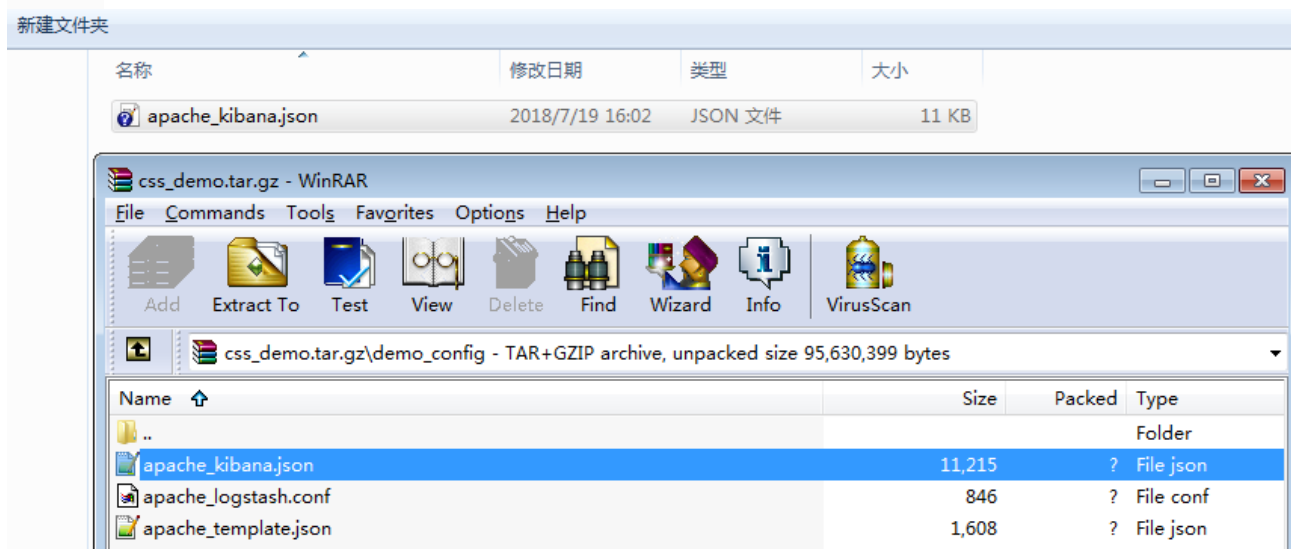 新建文件夹
名称 修改日期 类型 大小
apache_kibana.json 2018/7/19 16:02 JSON 文件 11 KB
css_demo.tar.gz - WinRAR
File Commands Tools Favorites Options Help
Add Extract To Test View Delete Find Wizard Info VirusScan
css_demo.tar.gz\demo_config - TAR+GZIP archive, unpacked size 95,630,399 bytes
Name Size Packed Type
.. Folder
apache_kibana.json 11,215 ? File json
apache_logstash.conf 846 ? File conf
apache_template.json 1,608 ? File json